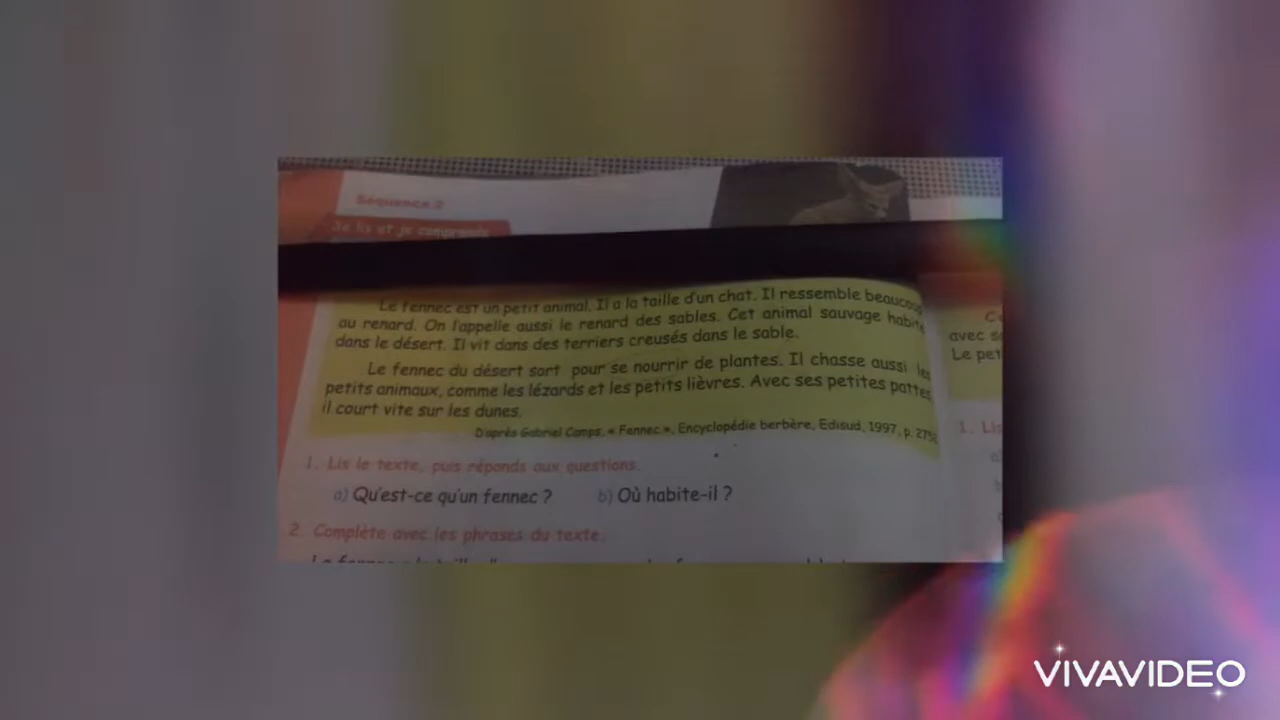 Séquence 2
Je lis et je comprends
Le fennec est un petit animal. Il a la taille d'un chat. Il ressemble beaucoup
au renard. On l'appelle aussi le renard des sables. Cet animal sauvage habite
dans le désert. Il vit dans des terriers creusés dans le sable.
Le fennec du désert sort pour se nourrir de plantes. Il chasse aussi les
petits animaux, comme les lézards et les petits lièvres. Avec ses petites pattes,
il court vite sur les dunes.
D'après Gabriel Camps, « Fennec », Encyclopédie berbère, Edisud, 1997, p.
avec
Le
1. Lis le texte, puis réponds aux questions.
a) Qu'est-ce qu'un fennec ? b) Où habite-il ?
2. Complète avec les phrases du texte.
1.
VIVAVIDEO